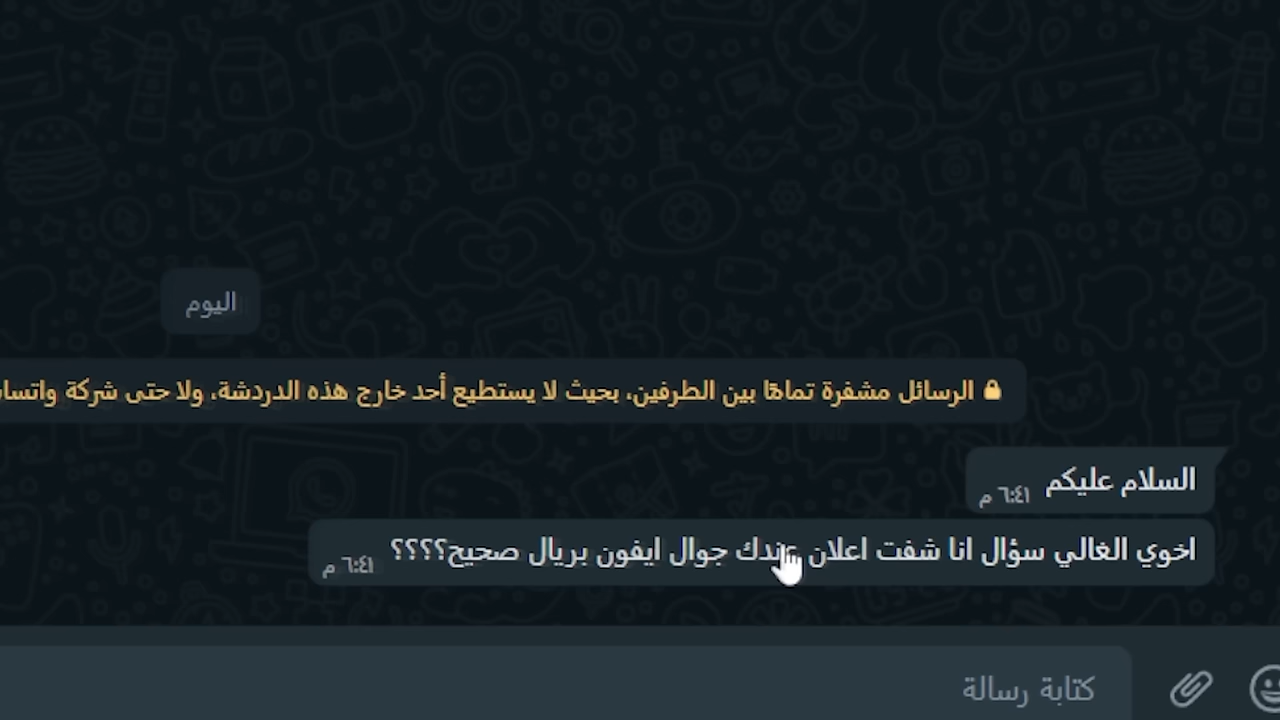 اليوم
الرسائل مشفرة تمامًا بين الطرفين، بحيث لا يستطيع أحد خارج هذه الدردشة، ولا حتى شركة
السلام عليكم
٦:٤١ م
اخوي الغالي سؤال انا شفت اعلان عندك جوال ايفون بريال صحيح؟؟؟؟
٦:٤١ م
كتابة رسالة